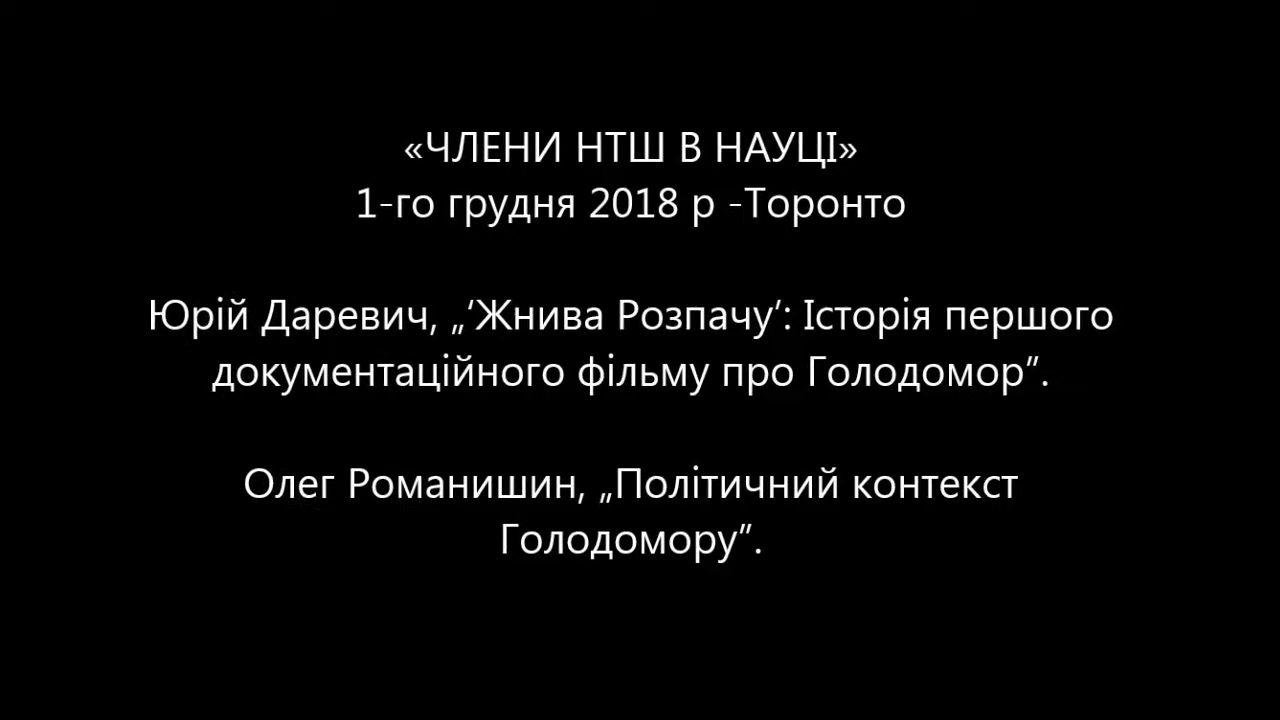 «ЧЛЕНИ НТШ В НАУЦІ»
1-го грудня 2018 р -Торонто
Юрій Даревич, „‘Жнива Розпачу’: Історія першого
документаційного фільму про Голодомор”.
Олег Романишин, „Політичний контекст
Голодомору”.